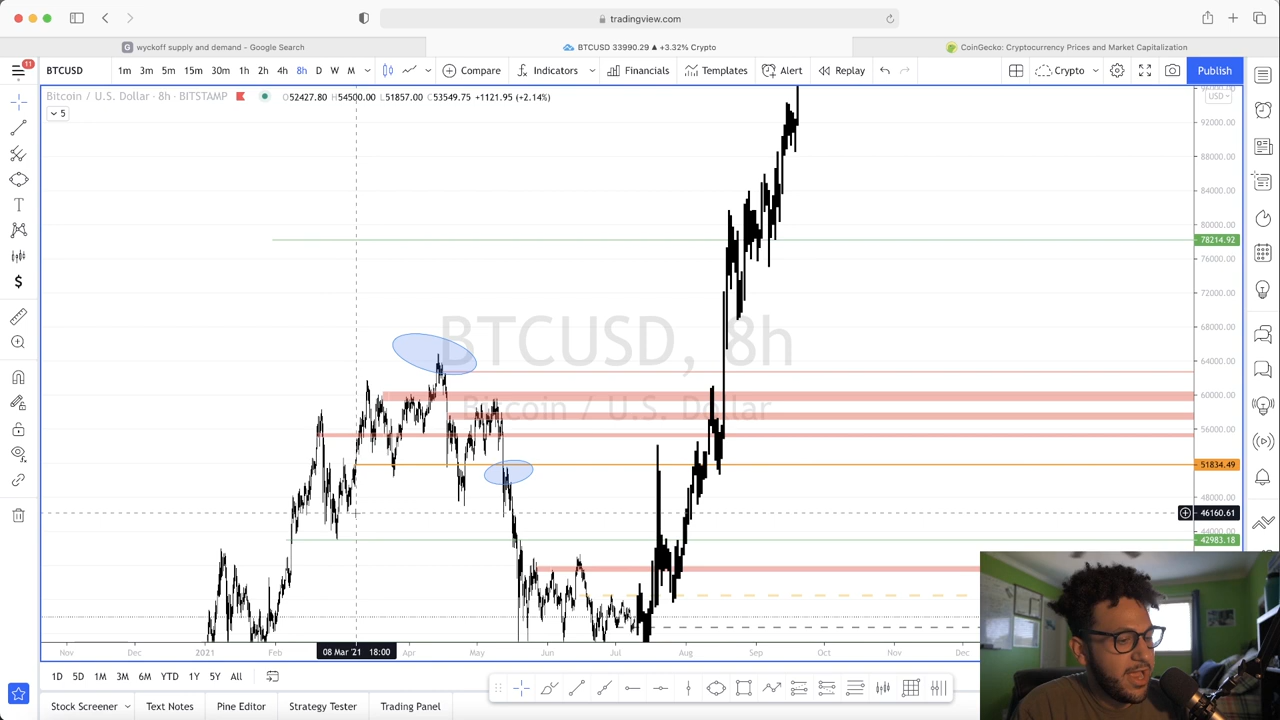 tradingview.com
wyckoff supply and demand - Google Search
BTCUSD 33990.29 ▲ +3.32% Crypto
CoinGecko: Cryptocurrency Prices and Market Capitalization
11
BTCUSD 1m 3m 5m 15m 30m 1h 2h 4h 8h D W M Compare Indicators Financials Templates Alert Replay Crypto Publish
Bitcoin / U.S. Dollar · 8h · BITSTAMP O52427.80 H54500.00 L51857.00 C53549.75 +1121.95 (+2.14%)
USD
5
92000.00
88000.00
84000.00
80000.00
78214.92
76000.00
72000.00
68000.00
BTCUSD, 8h
64000.00
60000.00
Bitcoin / U.S. Dollar
56000.00
51834.49
48000.00
46160.61
44000.00
42983.18
Nov Dec 2021 Feb 08 Mar '21 18:00 Apr May Jun Jul Aug Sep Oct Nov Dec
1D 5D 1M 3M 6M YTD 1Y 5Y All
Stock Screener Text Notes Pine Editor Strategy Tester Trading Panel